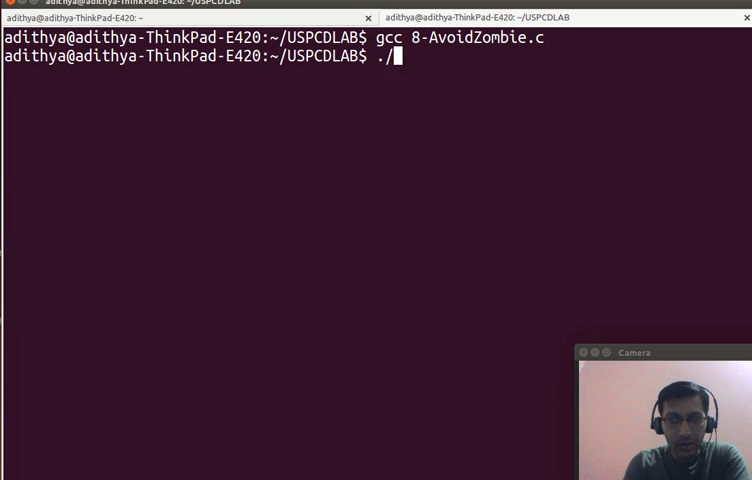 adithya@adithya-ThinkPad-E420: ~/USPCDLAB
adithya@adithya-ThinkPad-E420: ~
adithya@adithya-ThinkPad-E420: ~/USPCDLAB
adithya@adithya-ThinkPad-E420:~/USPCDLAB$ gcc 8-AvoidZombie.c
adithya@adithya-ThinkPad-E420:~/USPCDLAB$ ./
Camera